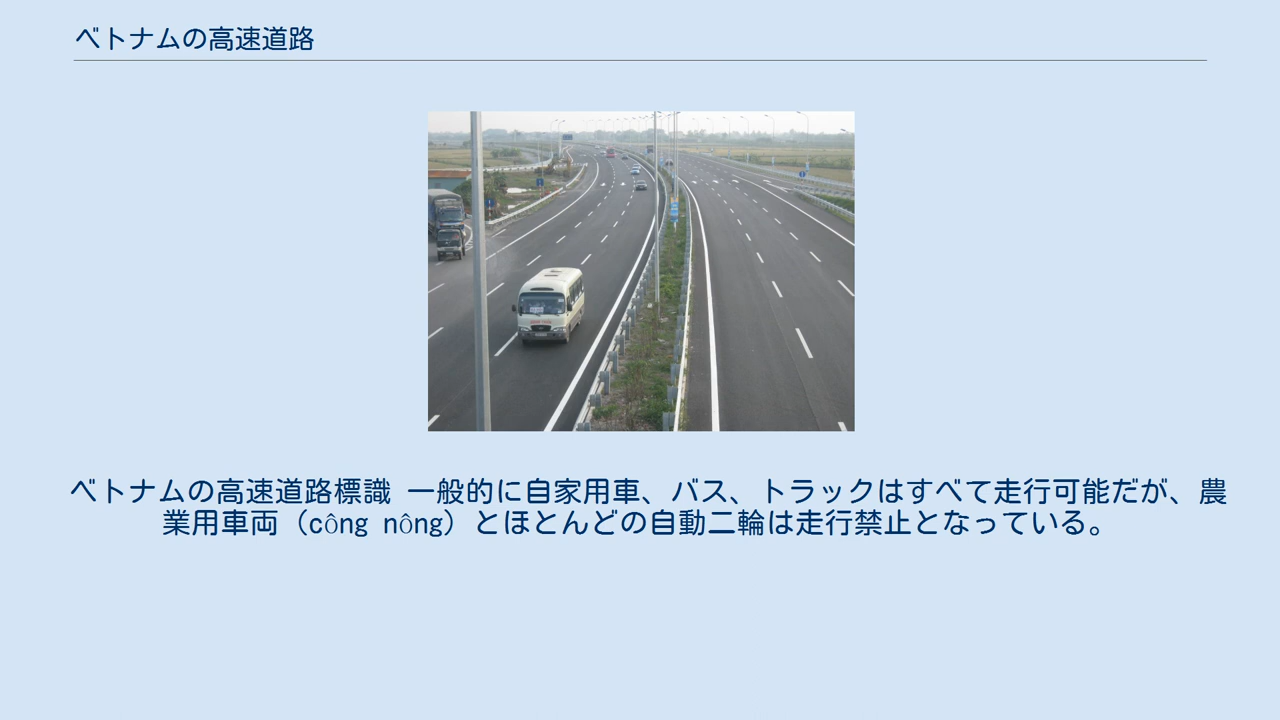 ベトナムの高速道路
ベトナムの高速道路標識 一般的に自家用車、バス、トラックはすべて走行可能だが、農
業用車両（công nông）とほとんどの自動二輪は走行禁止となっている。